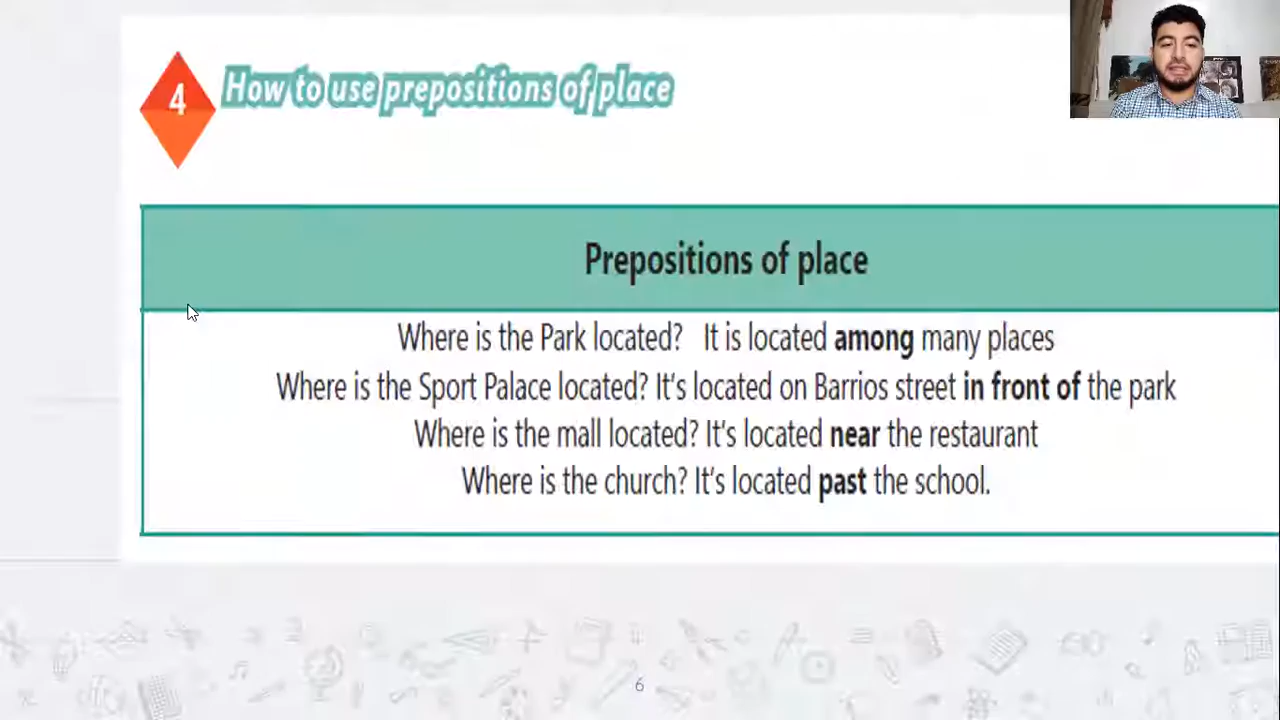 4
How to use prepositions of place
Prepositions of place
Where is the Park located? It is located among many places
Where is the Sport Palace located? It's located on Barrios street in front of the park
Where is the mall located? It's located near the restaurant
Where is the church? It's located past the school.
6